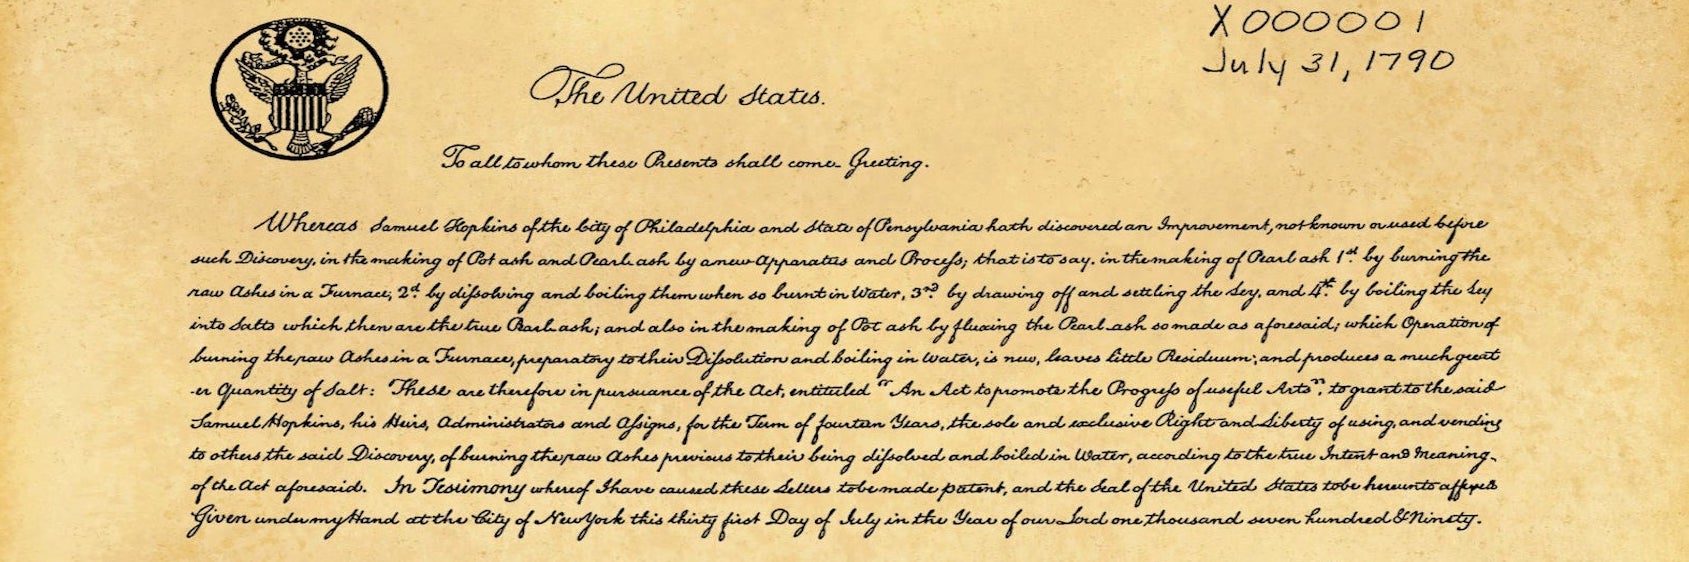 X000001
July 31, 1790
The United States.
To all to whom these Presents shall come. Greeting.
Whereas Samuel Hopkins of the City of Philadelphia and State of Pensylvania hath discovered an Improvement, not known or used before
such Discovery, in the making of Pot ash and Pearl ash by a new Apparatus and Process; that is to say, in the making of Pearl ash 1st. by burning the
raw Ashes in a Furnace, 2d. by dissolving and boiling them when so burnt in Water, 3rd. by drawing off and settling the Ley, and 4th. by boiling the Ley
into Salts which then are the true Pearl ash; and also in the making of Pot ash by fluxing the Pearl ash so made as aforesaid; which Operation of
burning the raw Ashes in a Furnace, preparatory to their Dissolution and boiling in Water, is new, leaves little Residuum; and produces a much great
-er Quantity of Salt: These are therefore in pursuance of the Act, entituled "An Act to promote the Progress of useful Arts", to grant to the said
Samuel Hopkins, his Heirs, Administrators and Assigns, for the Term of fourteen Years, the sole and exclusive Right and Liberty of using, and vending
to others the said Discovery, of burning the raw Ashes previous to their being dissolved and boiled in Water, according to the true Intent and Meaning
of the Act aforesaid. In Testimony whereof I have caused these Letters to be made patent, and the Seal of the United States to be hereunto affixed
Given under my Hand at the City of New York this thirty first Day of July in the Year of our Lord one thousand seven hundred & Ninety.